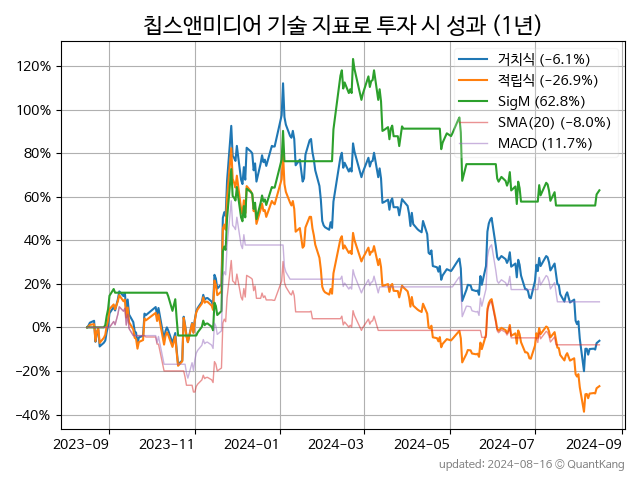 칩스앤미디어 기술 지표로 투자 시 성과 (1년)
거치식 (−6.1%)
적립식 (−26.9%)
SigM (62.8%)
SMA(20) (−8.0%)
MACD (11.7%)
120%
100%
80%
60%
40%
20%
0%
−20%
−40%
2023-09 2023-11 2024-01 2024-03 2024-05 2024-07 2024-09
updated: 2024-08-16 © QuantKang